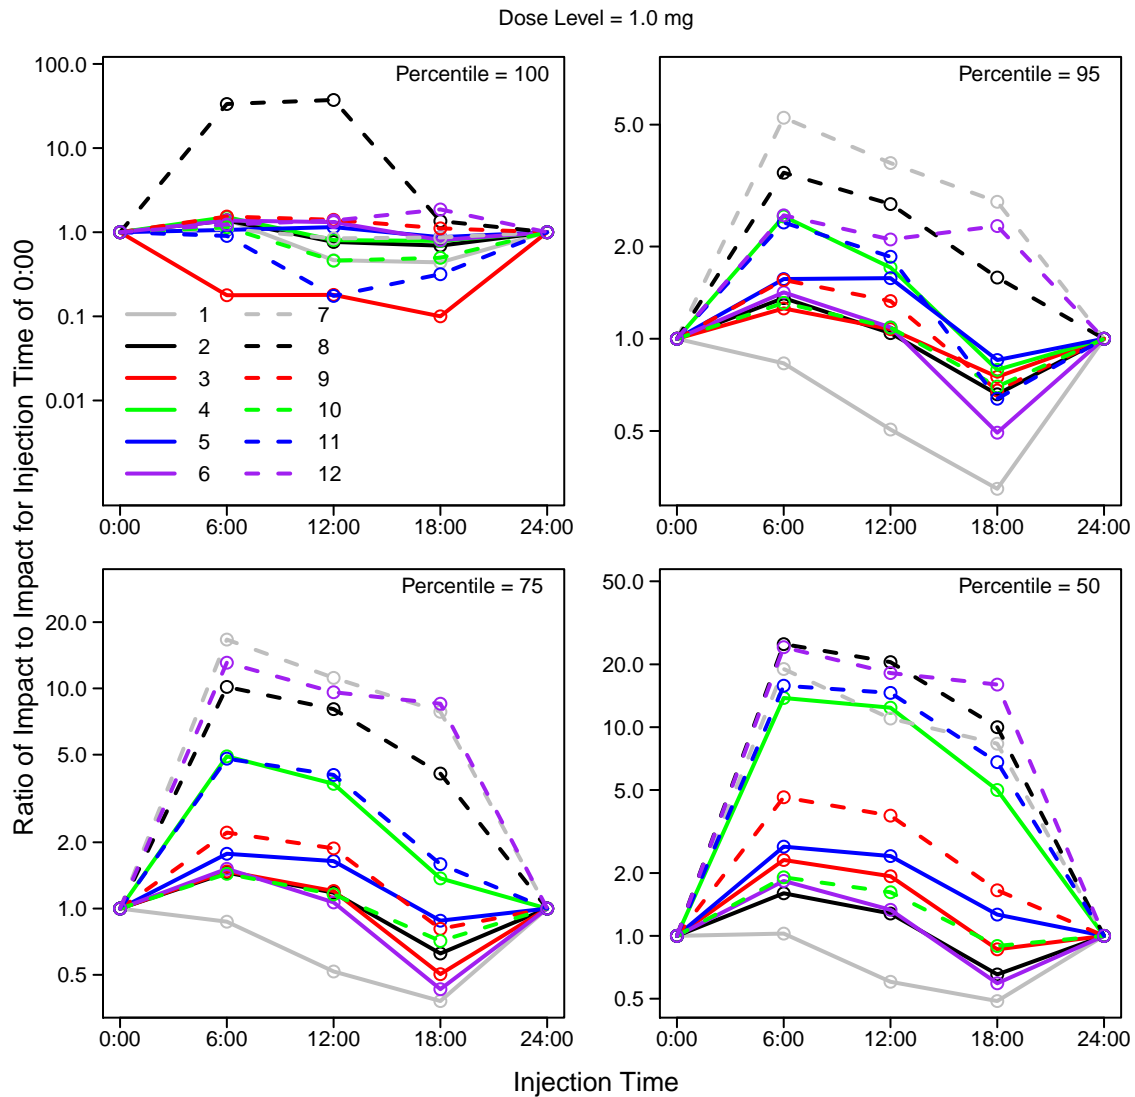 Dose Level = 1.0 mg
Ratio of Impact to Impact for Injection Time of 0:00
Percentile = 100
100.0
10.0
1.0
0.1
0.01
1 7
2 8
3 9
4 10
5 11
6 12
0:00 6:00 12:00 18:00 24:00
Percentile = 95
5.0
2.0
1.0
0.5
0:00 6:00 12:00 18:00 24:00
Percentile = 75
20.0
10.0
5.0
2.0
1.0
0.5
0:00 6:00 12:00 18:00 24:00
Percentile = 50
50.0
20.0
10.0
5.0
2.0
1.0
0.5
0:00 6:00 12:00 18:00 24:00
Injection Time